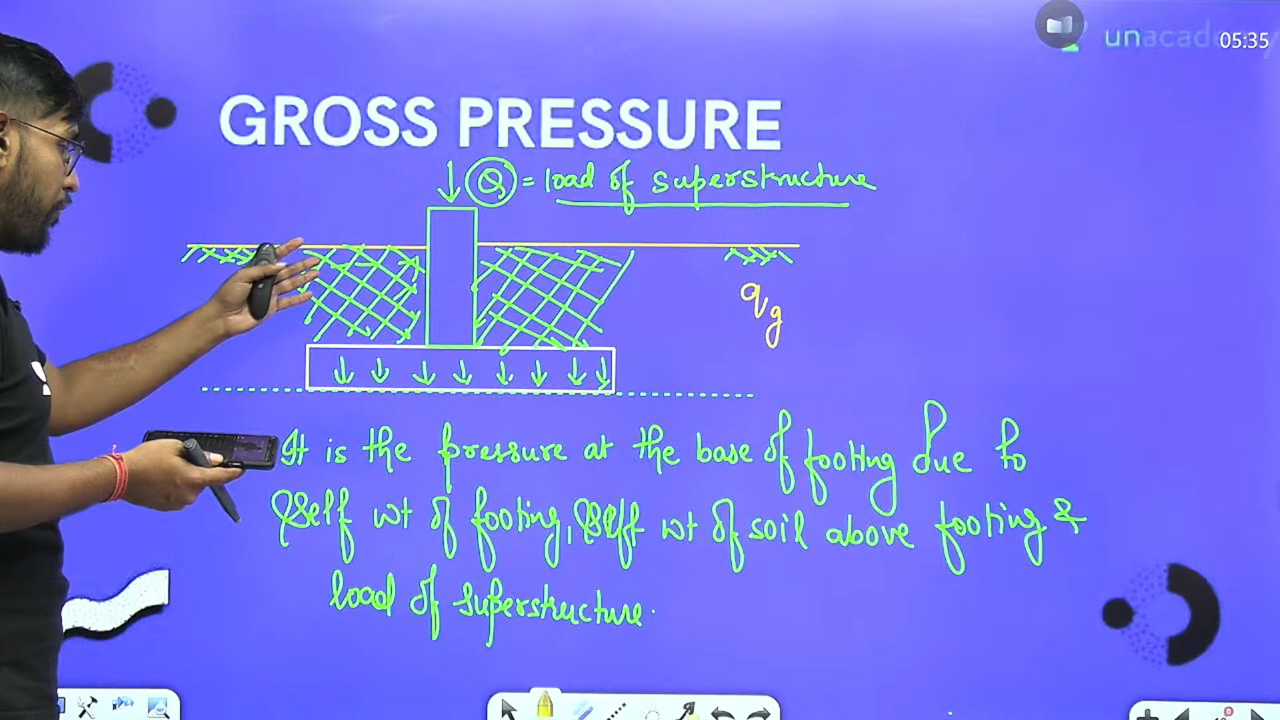 unacademy
05:35
GROSS PRESSURE
Q = load of superstructure
qg
It is the pressure at the base of footing due to
self wt of footing, self wt of soil above footing &
load of superstructure.